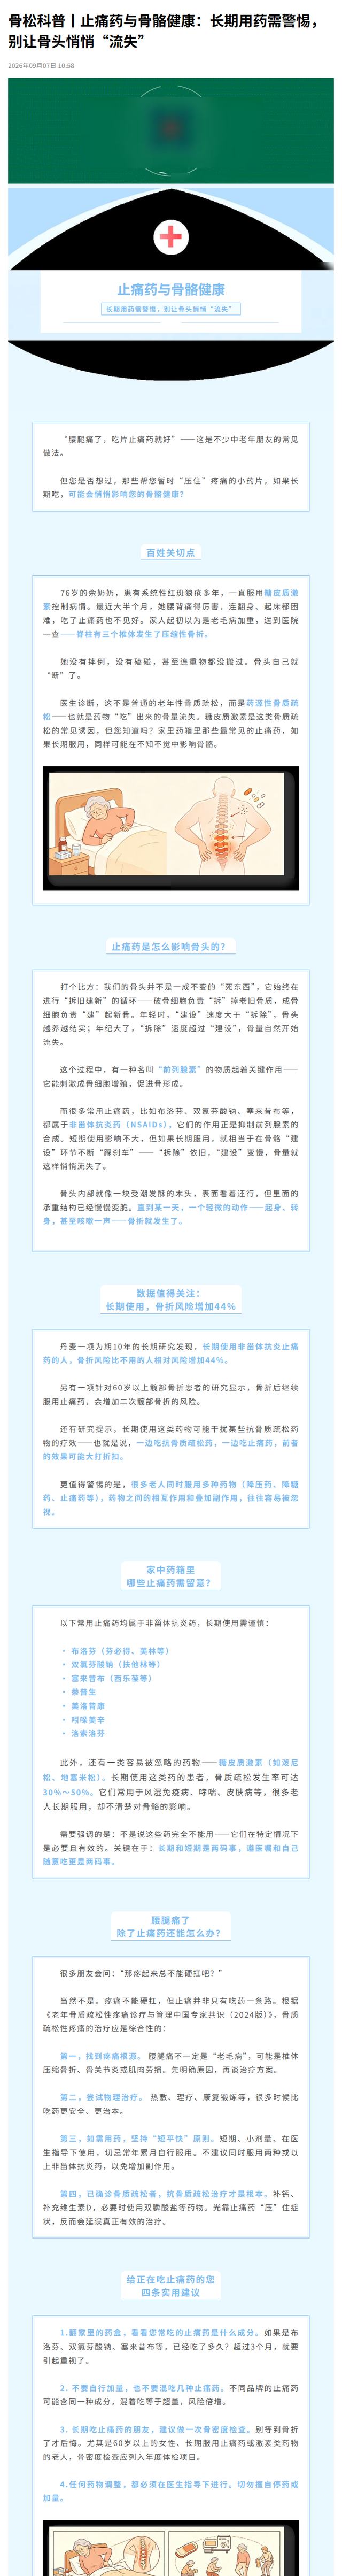 骨松科普丨止痛药与骨骼健康：长期用药需警惕，
别让骨头悄悄“流失”
2026年09月07日 10:58
止痛药与骨骼健康
长期用药需警惕，别让骨头悄悄“流失”
“腰腿痛了，吃片止痛药就好”——这是不少中老年朋友的常见
做法。
但您是否想过，那些帮您暂时“压住”疼痛的小药片，如果长
期吃，可能会悄悄影响您的骨骼健康？
百姓关切点
76岁的余奶奶，患有系统性红斑狼疮多年，一直服用糖皮质激
素控制病情。最近大半个月，她腰背痛得厉害，连翻身、起床都困
难，吃了止痛药也不见好。家人起初以为是老毛病加重，送到医院
一查——脊柱有三个椎体发生了压缩性骨折。
她没有摔倒，没有磕碰，甚至连重物都没搬过。骨头自己就
“断”了。
医生诊断，这不是普通的老年性骨质疏松，而是药源性骨质疏
松——也就是药物“吃”出来的骨量流失。糖皮质激素是这类骨质疏
松的常见诱因，但您知道吗？家里药箱里那些最常见的止痛药，如
果长期服用，同样可能在不知不觉中影响骨骼。
止痛药是怎么影响骨头的？
打个比方：我们的骨头并不是一成不变的“死东西”，它始终在
进行“拆旧建新”的循环——破骨细胞负责“拆”掉老旧骨质，成骨
细胞负责“建”起新骨。年轻时，“建设”速度大于“拆除”，骨头
越养越结实；年纪大了，“拆除”速度超过“建设”，骨量自然开始
流失。
这个过程中，有一种名叫“前列腺素”的物质起着关键作用——
它能刺激成骨细胞增殖，促进骨形成。
而很多常用止痛药，比如布洛芬、双氯芬酸钠、塞来昔布等，
都属于非甾体抗炎药（NSAIDs），它们的作用正是抑制前列腺素的
合成。短期使用影响不大，但如果长期服用，就相当于在骨骼“建
设”环节不断“踩刹车”——“拆除”依旧，“建设”变慢，骨量就
这样悄悄流失了。
骨头内部就像一块受潮发酥的木头，表面看着还行，但里面的
承重结构已经慢慢变脆。直到某一天，一个轻微的动作——起身、转
身，甚至咳嗽一声——骨折就发生了。
数据值得关注：
长期使用，骨折风险增加44%
丹麦一项为期10年的长期研究发现，长期使用非甾体抗炎止痛
药的人，骨折风险比不用的人相对风险增加44%。
另有一项针对60岁以上髋部骨折患者的研究显示，骨折后继续
服用止痛药，会增加二次髋部骨折的风险。
还有研究提示，长期使用这类药物可能干扰某些抗骨质疏松药
物的疗效——也就是说，一边吃抗骨质疏松药，一边吃止痛药，前者
的效果可能大打折扣。
更值得警惕的是，很多老人同时服用多种药物（降压药、降糖
药、止痛药等），药物之间的相互作用和叠加副作用，往往容易被忽
视。
家中药箱里
哪些止痛药需留意？
以下常用止痛药均属于非甾体抗炎药，长期使用需谨慎：
• 布洛芬（芬必得、美林等）
• 双氯芬酸钠（扶他林等）
• 塞来昔布（西乐葆等）
• 萘普生
• 美洛昔康
• 吲哚美辛
• 洛索洛芬
此外，还有一类容易被忽略的药物——糖皮质激素（如泼尼
松、地塞米松）。长期使用这类药的患者，骨质疏松发生率可达
30%～50%。它们常用于风湿免疫病、哮喘、皮肤病等，很多老
人长期服用，却不清楚对骨骼的影响。
需要强调的是：不是说这些药完全不能用——它们在特定情况下
是必要且有效的。关键在于：长期和短期是两码事，遵医嘱和自己
随意吃更是两码事。
腰腿痛了
除了止痛药还能怎么办？
很多朋友会问：“那疼起来总不能硬扛吧？”
当然不是。疼痛不能硬扛，但止痛并非只有吃药一条路。根据
《老年骨质疏松性疼痛诊疗与管理中国专家共识（2024版）》，骨质
疏松性疼痛的治疗应是综合性的：
第一，找到疼痛根源。 腰腿痛不一定是“老毛病”，可能是椎体
压缩骨折、骨关节炎或肌肉劳损。先明确原因，再谈治疗方案。
第二，尝试物理治疗。 热敷、理疗、康复锻炼等，很多时候比
吃药更安全、更治本。
第三，如需用药，坚持“短平快”原则。短期、小剂量、在医
生指导下使用，切忌常年累月自行服用。不建议同时服用两种或以
上非甾体抗炎药，以免增加副作用。
第四，已确诊骨质疏松者，抗骨质疏松治疗才是根本。补钙、
补充维生素D，必要时使用双膦酸盐等药物。光靠止痛药“压”住症
状，反而会延误真正有效的治疗。
给正在吃止痛药的您
四条实用建议
1.翻家里的药盒，看看您常吃的止痛药是什么成分。如果是布
洛芬、双氯芬酸钠、塞来昔布等，已经吃了多久？超过3个月，就要
引起重视了。
2. 不要自行加量，也不要混吃几种止痛药。不同品牌的止痛药
可能含同一种成分，混着吃等于超量，风险倍增。
3. 长期吃止痛药的朋友，建议做一次骨密度检查。别等到骨折
了才后悔。尤其是60岁以上的女性、长期服用止痛药或激素类药物
的老人，骨密度检查应列入年度体检项目。
4.任何药物调整，都必须在医生指导下进行。切勿擅自停药或
加量。